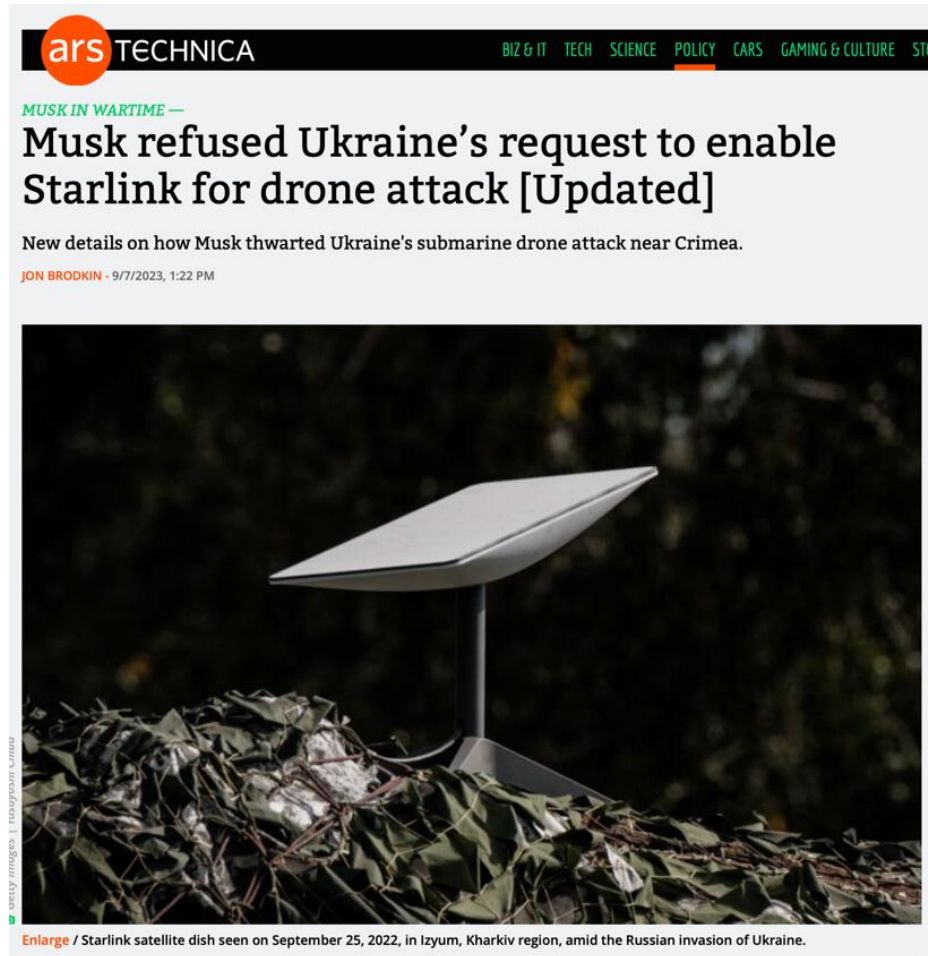 ars TECHNICA
BIZ & IT TECH SCIENCE POLICY CARS GAMING & CULTURE
MUSK IN WARTIME —
Musk refused Ukraine’s request to enable
Starlink for drone attack [Updated]
New details on how Musk thwarted Ukraine's submarine drone attack near Crimea.
JON BRODKIN - 9/7/2023, 1:22 PM
Enlarge / Starlink satellite dish seen on September 25, 2022, in Izyum, Kharkiv region, amid the Russian invasion of Ukraine.